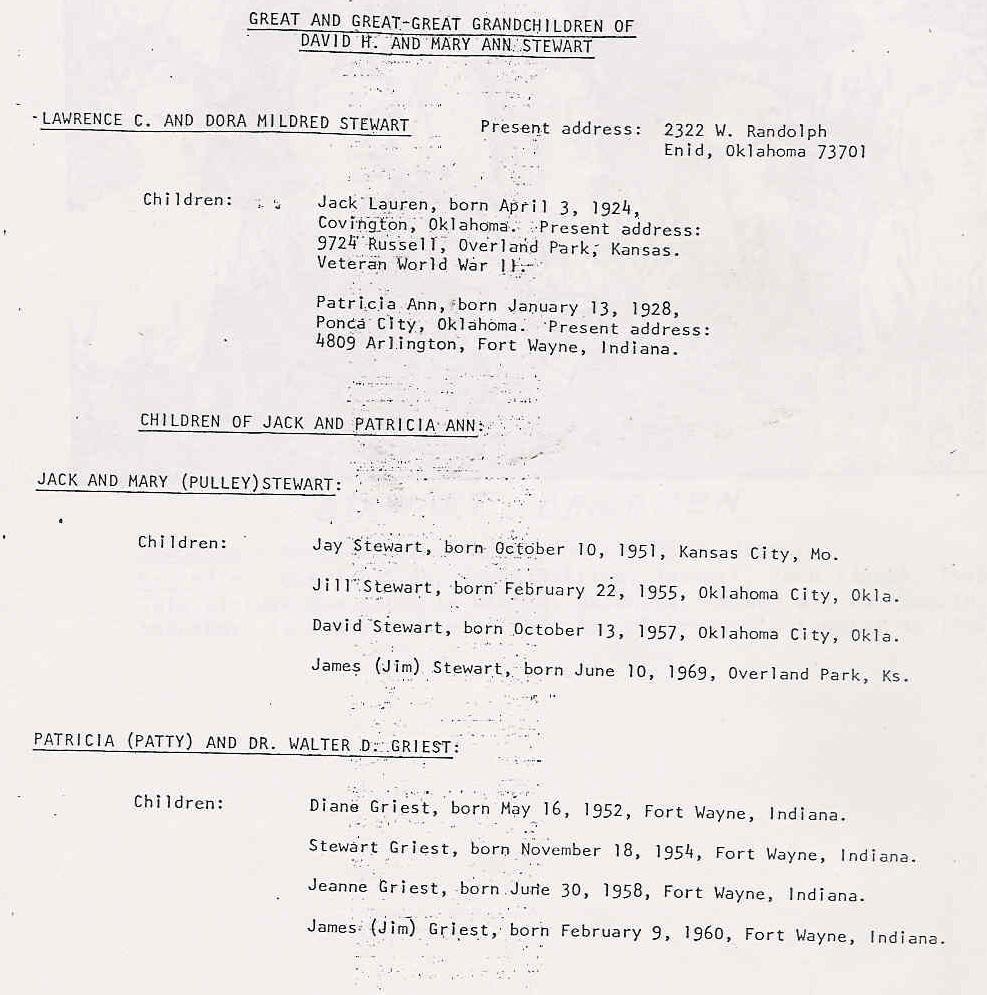 GREAT AND GREAT-GREAT GRANDCHILDREN OF
DAVID H. AND MARY ANN STEWART
LAWRENCE C. AND DORA MILDRED STEWART Present address: 2322 W. Randolph
Enid, Oklahoma 73701
Children: Jack Lauren, born April 3, 1924,
Covington, Oklahoma. Present address:
9724 Russell, Overland Park, Kansas.
Veteran World War II.
Patricia Ann, born January 13, 1928,
Ponca City, Oklahoma. Present address:
4809 Arlington, Fort Wayne, Indiana.
CHILDREN OF JACK AND PATRICIA ANN:
JACK AND MARY (PULLEY)STEWART:
Children: Jay Stewart, born October 10, 1951, Kansas City, Mo.
Jill Stewart, born February 22, 1955, Oklahoma City, Okla.
David Stewart, born October 13, 1957, Oklahoma City, Okla.
James (Jim) Stewart, born June 10, 1969, Overland Park, Ks.
PATRICIA (PATTY) AND DR. WALTER D. GRIEST:
Children: Diane Griest, born May 16, 1952, Fort Wayne, Indiana.
Stewart Griest, born November 18, 1954, Fort Wayne, Indiana.
Jeanne Griest, born June 30, 1958, Fort Wayne, Indiana.
James (Jim) Griest, born February 9, 1960, Fort Wayne, Indiana.